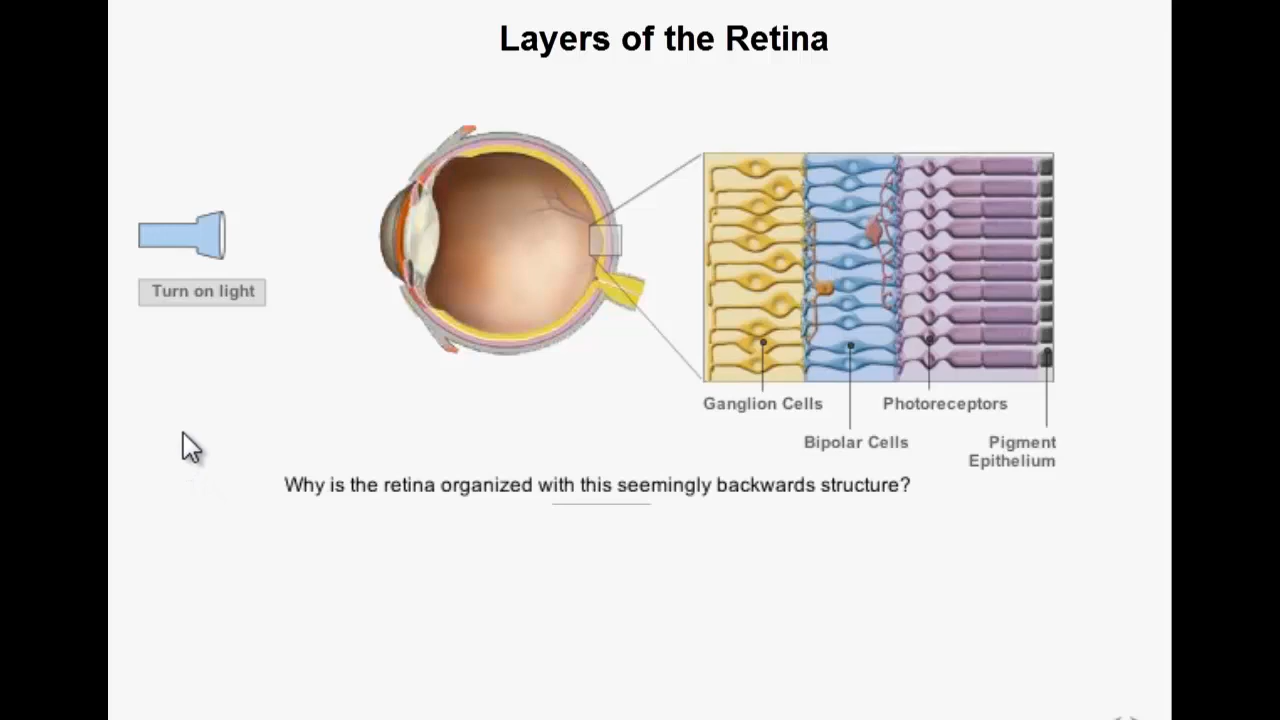 Layers of the Retina
Turn on light
Ganglion Cells
Photoreceptors
Bipolar Cells
Pigment
Epithelium
Why is the retina organized with this seemingly backwards structure?